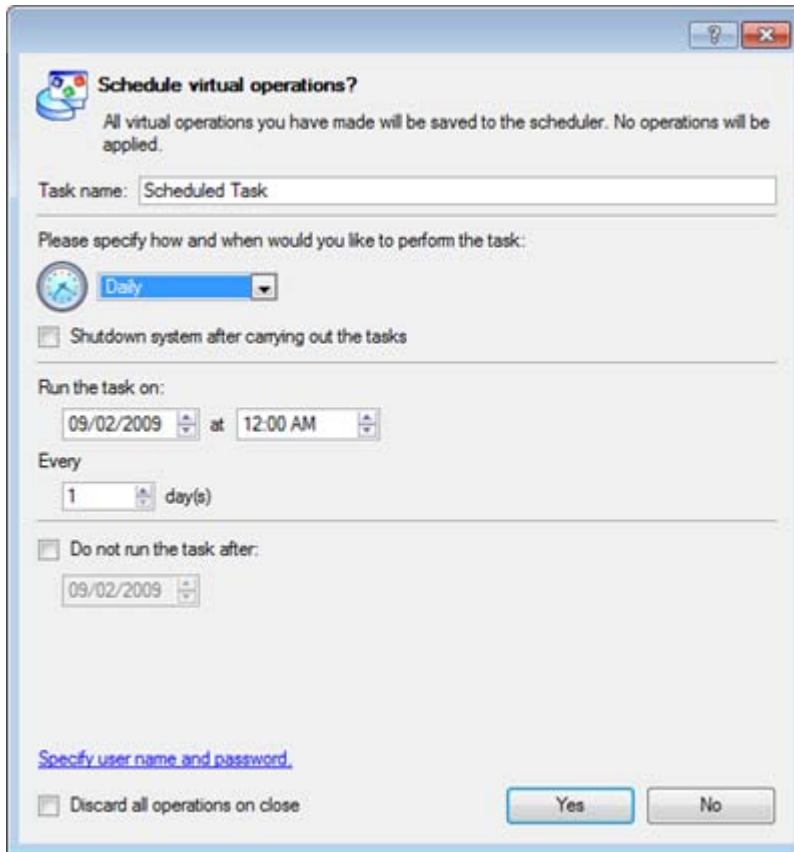 Schedule virtual operations?
All virtual operations you have made will be saved to the scheduler. No operations will be
applied.
Task name: Scheduled Task
Please specify how and when would you like to perform the task:
Daily
Shutdown system after carrying out the tasks
Run the task on:
09/02/2009 at 12:00 AM
Every
1 day(s)
Do not run the task after:
09/02/2009
Specify user name and password.
Discard all operations on close Yes No